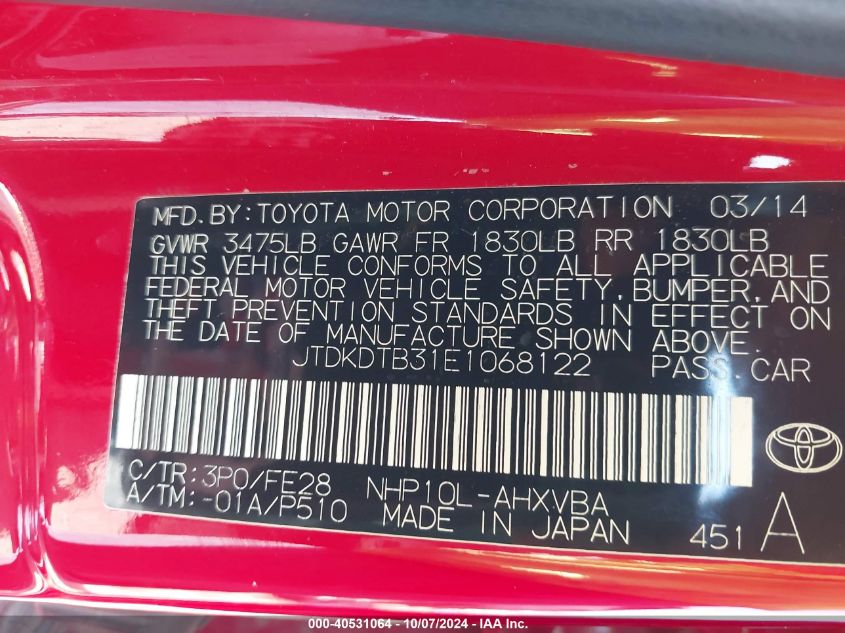 MFD. BY: TOYOTA MOTOR CORPORATION 03/14
GVWR 3475LB GAWR FR 1830LB RR 1830LB
THIS VEHICLE CONFORMS TO ALL APPLICABLE
FEDERAL MOTOR VEHICLE SAFETY, BUMPER, AND
THEFT PREVENTION STANDARDS IN EFFECT ON
THE DATE OF MANUFACTURE SHOWN ABOVE.
JTDKDTB31E1068122 PASS. CAR
C/TR: 3P0/FE28 NHP10L-AHXVBA
A/TM: -01A/P510 MADE IN JAPAN 451 A
000-40531064 - 10/07/2024 - IAA Inc.